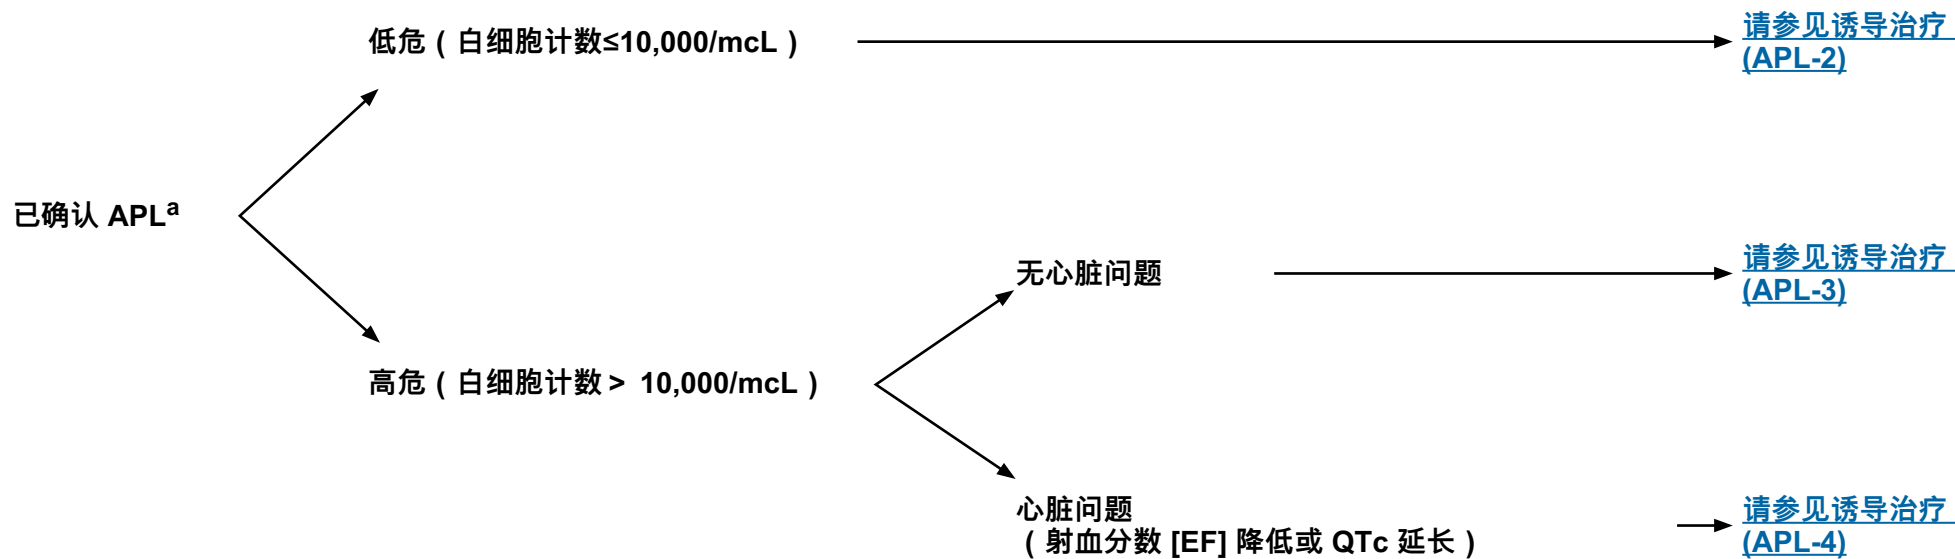 低危（白细胞计数≤10,000/mcL）
请参见诱导治疗
(APL-2)
已确认 APLa
无心脏问题
请参见诱导治疗
(APL-3)
高危（白细胞计数 > 10,000/mcL）
心脏问题
（射血分数 [EF] 降低或 QTc 延长）
请参见诱导治疗
(APL-4)